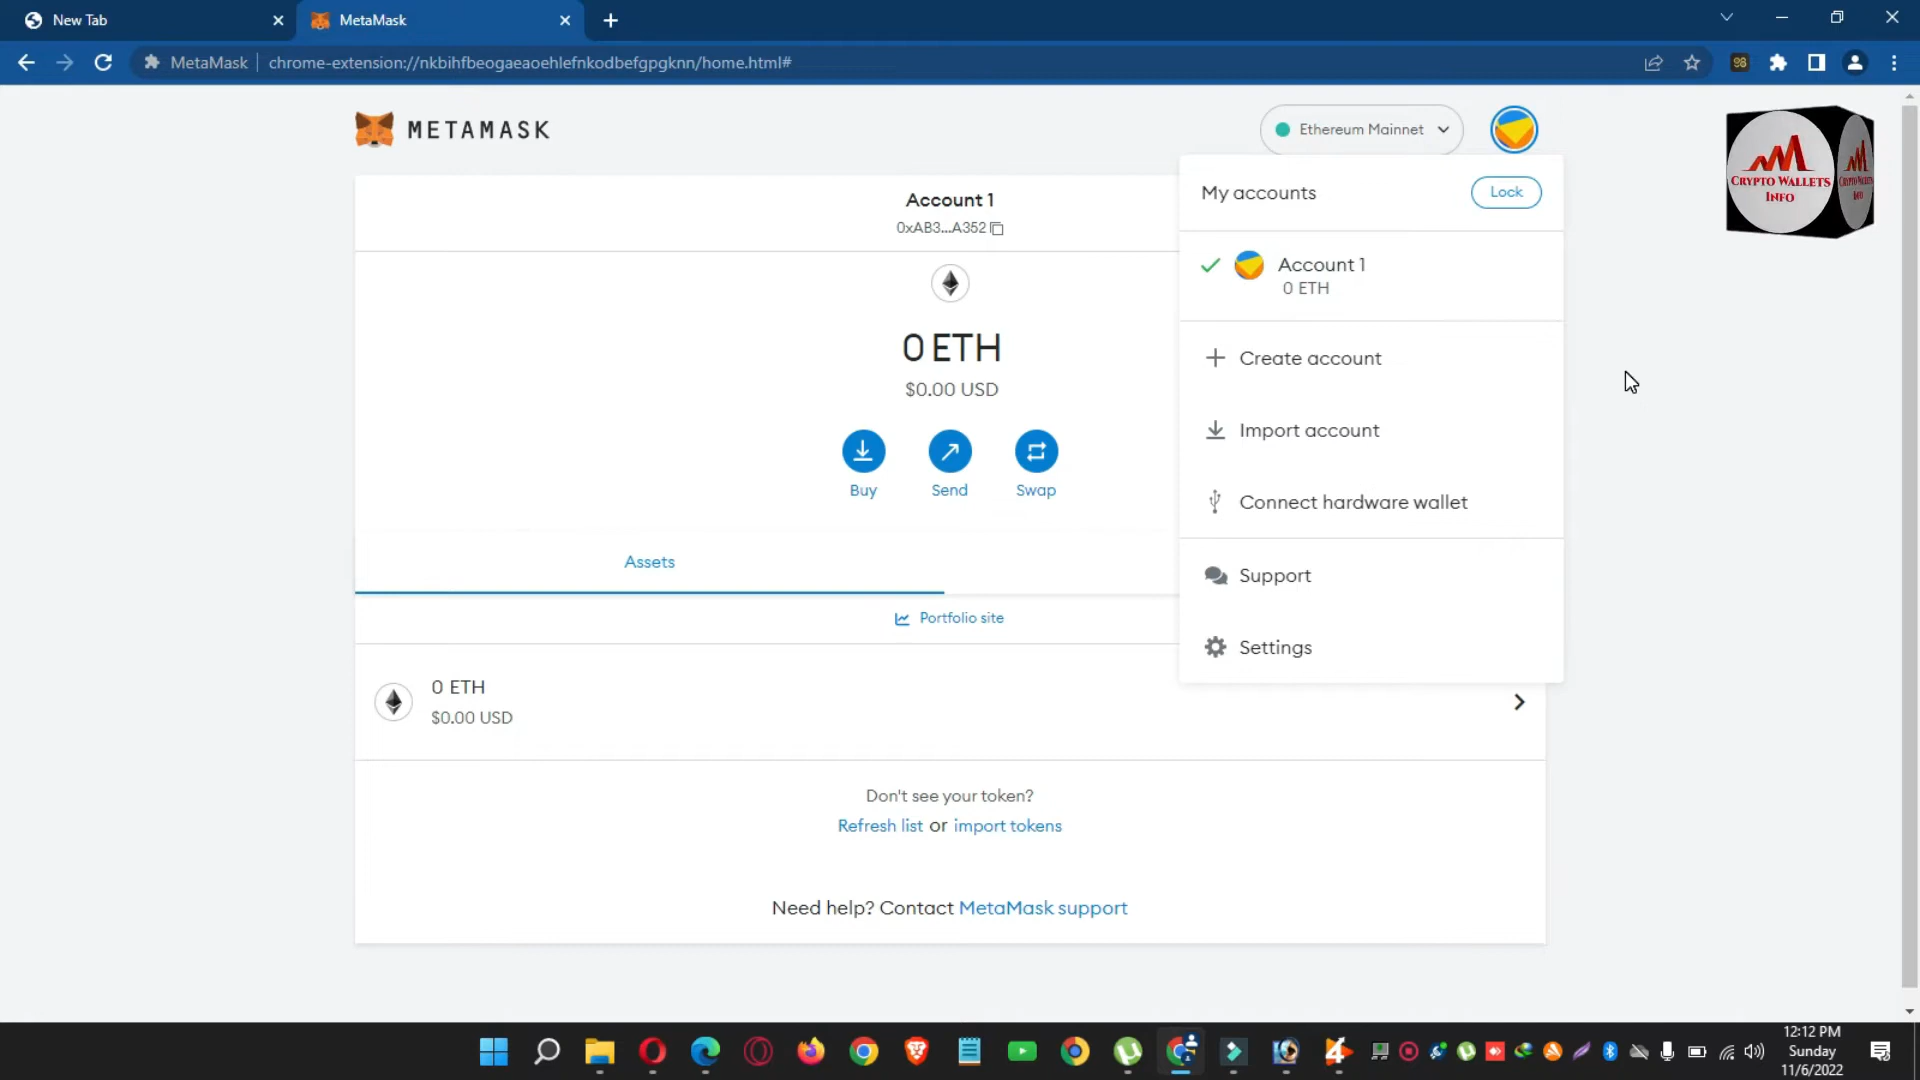 New Tab
MetaMask
MetaMask
chrome-extension://nkbihfbeogaeaoehlefnkodbefgpgknn/home.html#
METAMASK
Ethereum Mainnet
CRYPTO WALLETS
INFO
My accounts
Lock
Account 1
0xAB3...A352
Account 1
0 ETH
0 ETH
$0.00 USD
Create account
Import account
Connect hardware wallet
Buy
Send
Swap
Assets
Support
Portfolio site
Settings
0 ETH
$0.00 USD
Don't see your token?
Refresh list or import tokens
Need help? Contact MetaMask support
12:12 PM
Sunday
11/6/2022